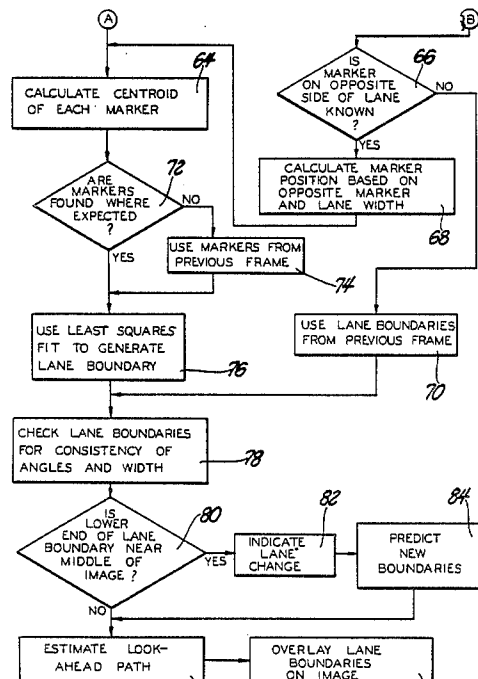 A
B
64
CALCULATE CENTROID
OF EACH MARKER
IS
MARKER
ON OPPOSITE
SIDE OF LANE
KNOWN
?
66
NO
YES
CALCULATE MARKER
POSITION BASED ON
OPPOSITE MARKER
AND LANE WIDTH
68
ARE
MARKERS
FOUND WHERE
EXPECTED
?
72
NO
YES
USE MARKERS FROM
PREVIOUS FRAME
74
USE LEAST SQUARES
FIT TO GENERATE
LANE BOUNDARY
76
USE LANE BOUNDARIES
FROM PREVIOUS FRAME
70
CHECK LANE BOUNDARIES
FOR CONSISTENCY OF
ANGLES AND WIDTH
78
IS
LOWER
END OF LANE
BOUNDARY NEAR
MIDDLE OF
IMAGE ?
80
YES
NO
INDICATE
LANE
CHANGE
82
PREDICT
NEW
BOUNDARIES
84
ESTIMATE LOOK-
AHEAD PATH
OVERLAY LANE
BOUNDARIES
ON IMAGE